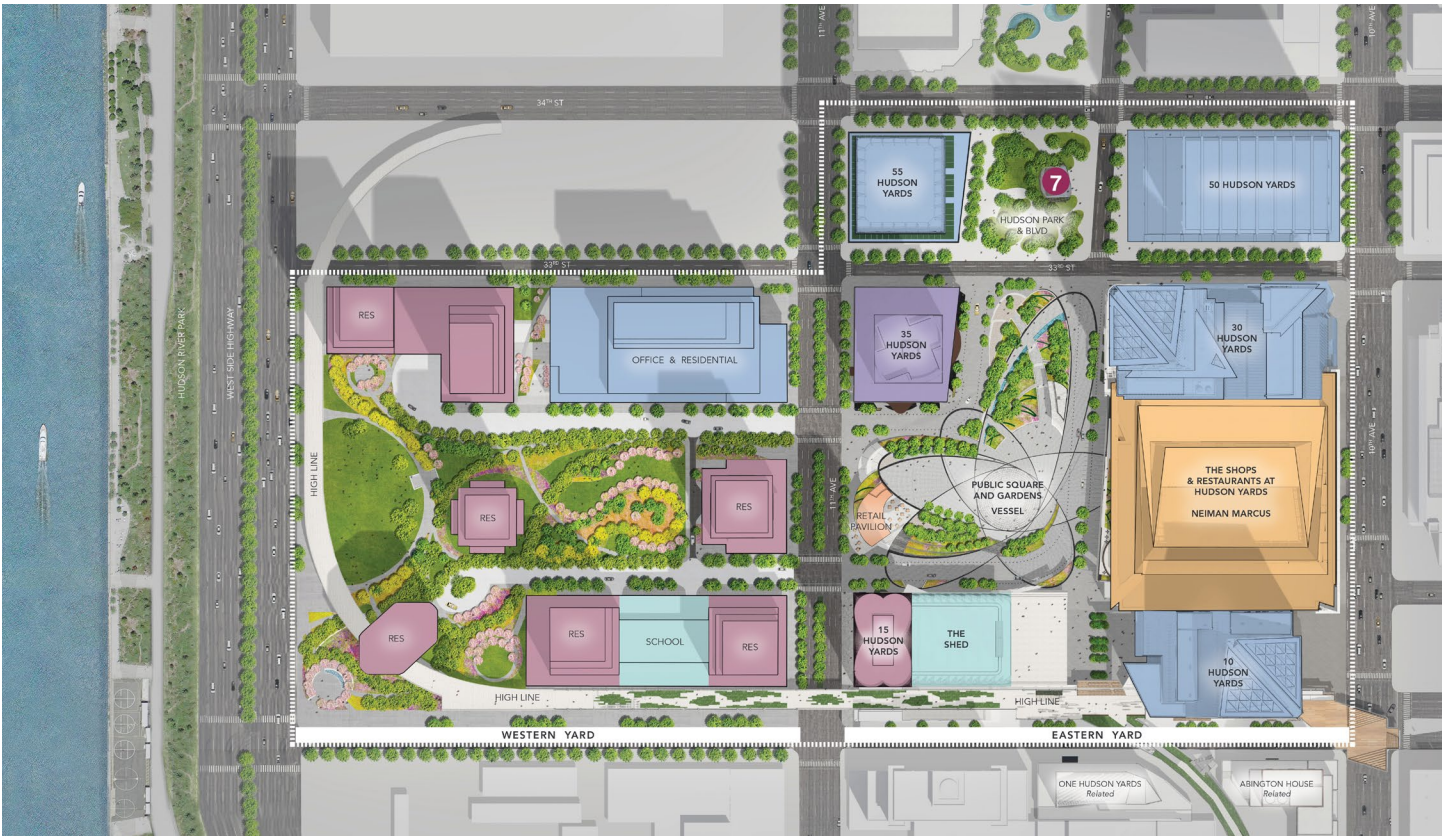 11TH AVE
10TH AVE
34TH ST
55
HUDSON
YARDS
7
HUDSON PARK
& BLVD
50 HUDSON YARDS
33RD ST
33RD ST
HUDSON RIVER PARK
WEST SIDE HIGHWAY
HIGH LINE
RES
OFFICE & RESIDENTIAL
35
HUDSON
YARDS
30
HUDSON
YARDS
RES
RES
11TH AVE
RETAIL
PAVILION
PUBLIC SQUARE
AND GARDENS
VESSEL
THE SHOPS
& RESTAURANTS AT
HUDSON YARDS
NEIMAN MARCUS
10TH AVE
RES
RES
SCHOOL
RES
15
HUDSON
YARDS
THE
SHED
10
HUDSON
YARDS
HIGH LINE
HIGH LINE
WESTERN YARD
EASTERN YARD
ONE HUDSON YARDS
Related
ABINGTON HOUSE
Related